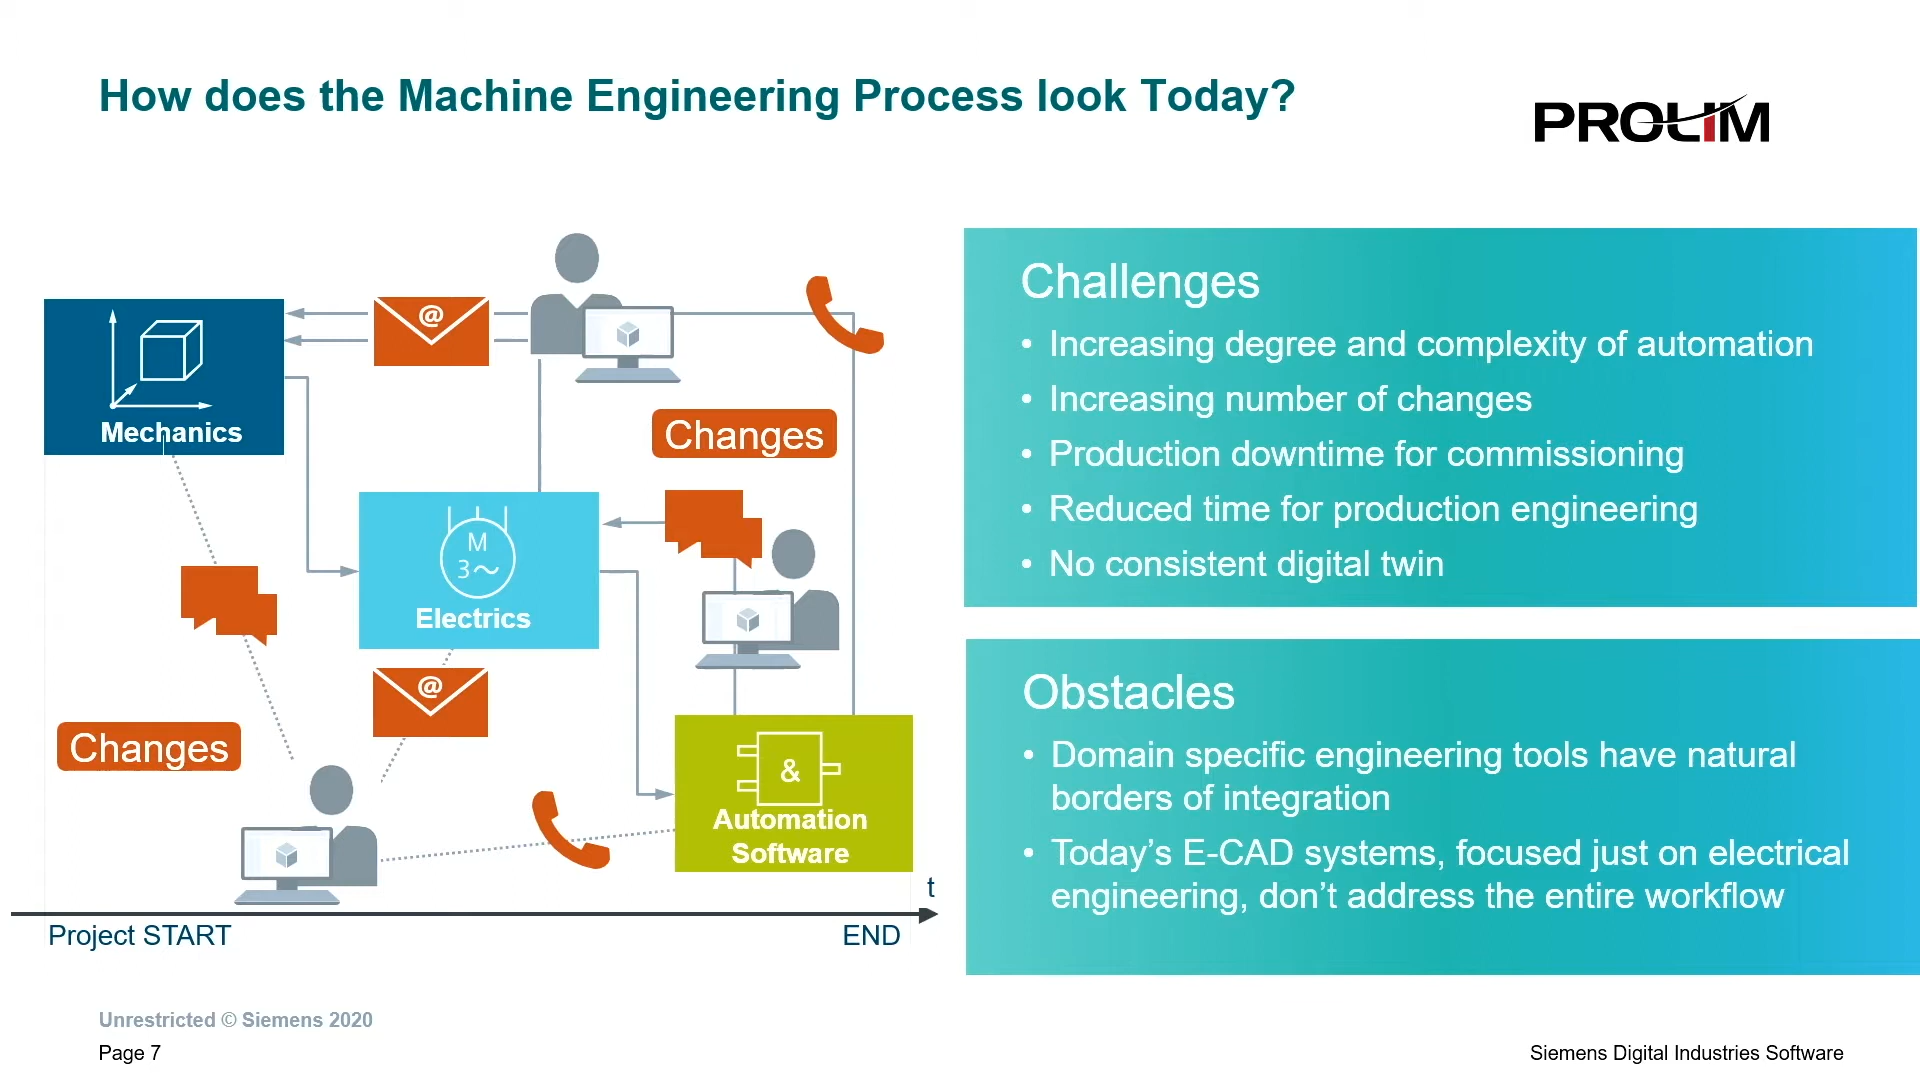 How does the Machine Engineering Process look Today?
PROLIM
@
Mechanics
Changes
M
3~
Electrics
@
Changes
&
Automation
Software
t
Project START
END
Challenges
• Increasing degree and complexity of automation
• Increasing number of changes
• Production downtime for commissioning
• Reduced time for production engineering
• No consistent digital twin
Obstacles
• Domain specific engineering tools have natural
borders of integration
• Today’s E-CAD systems, focused just on electrical
engineering, don’t address the entire workflow
Unrestricted © Siemens 2020
Page 7
Siemens Digital Industries Software